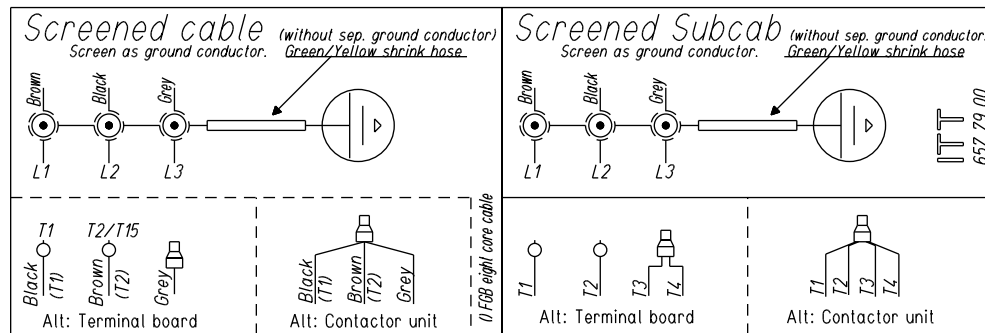 Screened cable (without sep. ground conductor)
Screen as ground conductor. Green/Yellow shrink hose
Brown
Black
Grey
L1 L2 L3
T1 T2/T15
Black (T1)
Brown (T2)
Grey
Alt: Terminal board
Black (T1)
Brown (T2)
Grey
Alt: Contactor unit
() FGB eight core cable
Screened Subcab (without sep. ground conductor.
Screen as ground conductor. Green/Yellow shrink hose
Brown
Black
Grey
L1 L2 L3
ITT
657 79 00
T1 T2 T3 T4
Alt: Terminal board
T1 T2 T3 T4
Alt: Contactor unit